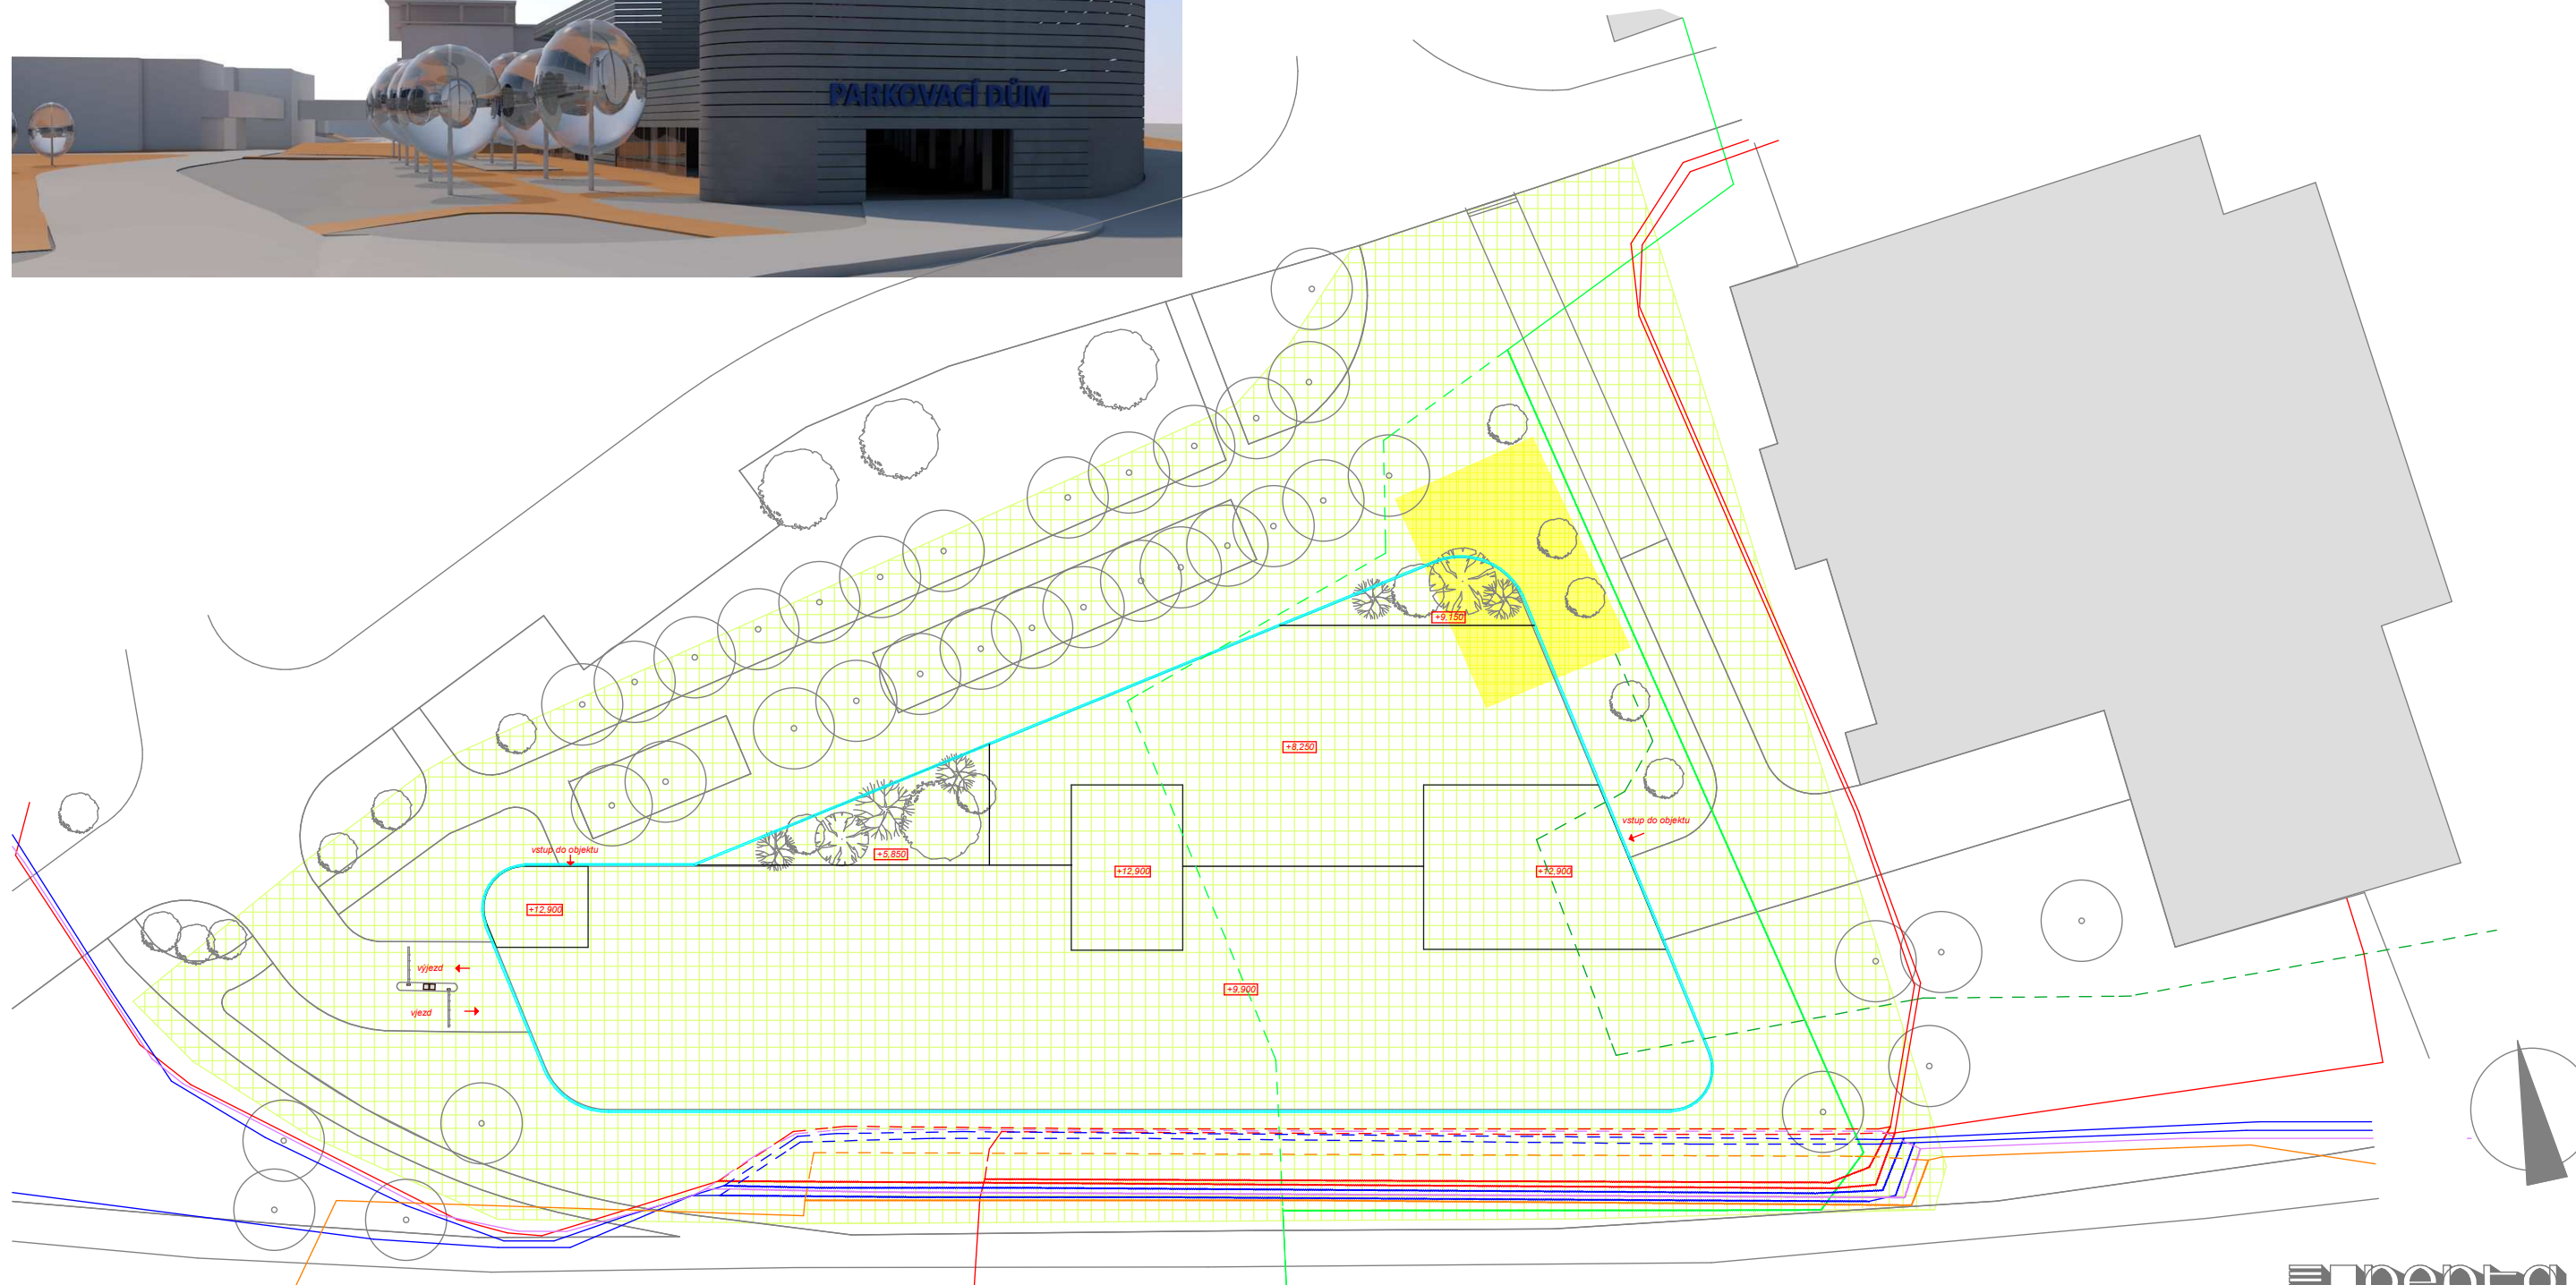 PARKOVACÍ DŮM
+9,150
+8,250
vstup do objektu
vstup do objektu
+5,850
+12,900
+12,900
+12,900
výjezd
+9,900
vjezd